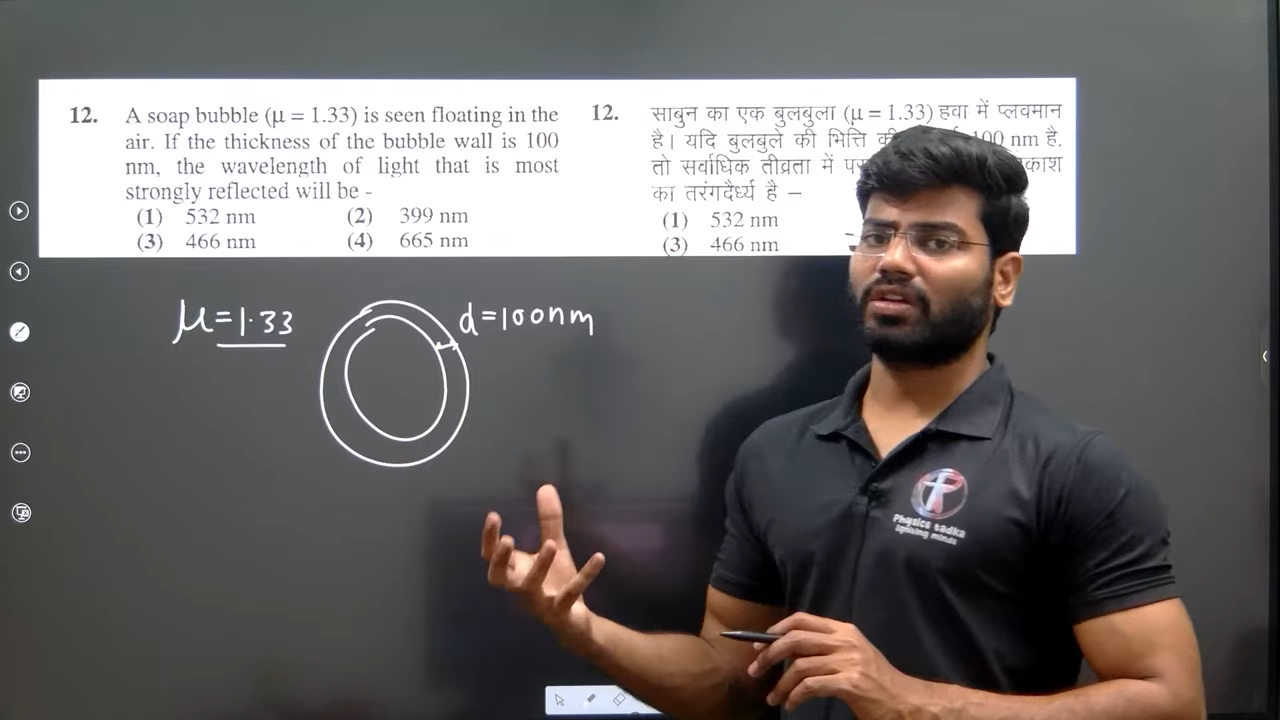 12. A soap bubble (μ = 1.33) is seen floating in the
air. If the thickness of the bubble wall is 100
nm, the wavelength of light that is most
strongly reflected will be -
(1) 532 nm (2) 399 nm
(3) 466 nm (4) 665 nm
12. साबुन का एक बुलबुला (μ = 1.33) हवा में प्लवमान
है। यदि बुलबुले की भित्ति की 100 nm है,
तो सर्वाधिक तीव्रता में
का तरंगदैर्ध्य है –
(1) 532 nm
(3) 466 nm
μ = 1.33
d = 100nm
Physics tadka
Igniting minds